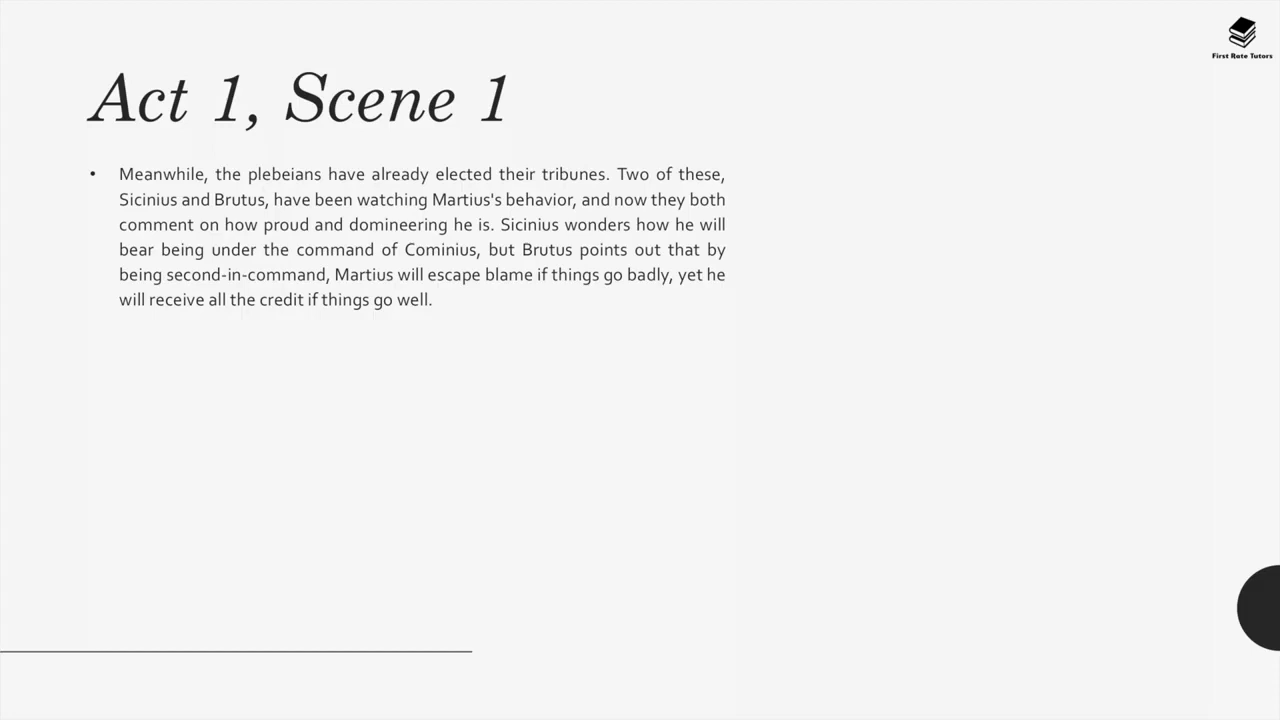 First Rate Tutors
Act 1, Scene 1
• Meanwhile, the plebeians have already elected their tribunes. Two of these,
Sicinius and Brutus, have been watching Martius's behavior, and now they both
comment on how proud and domineering he is. Sicinius wonders how he will
bear being under the command of Cominius, but Brutus points out that by
being second-in-command, Martius will escape blame if things go badly, yet he
will receive all the credit if things go well.